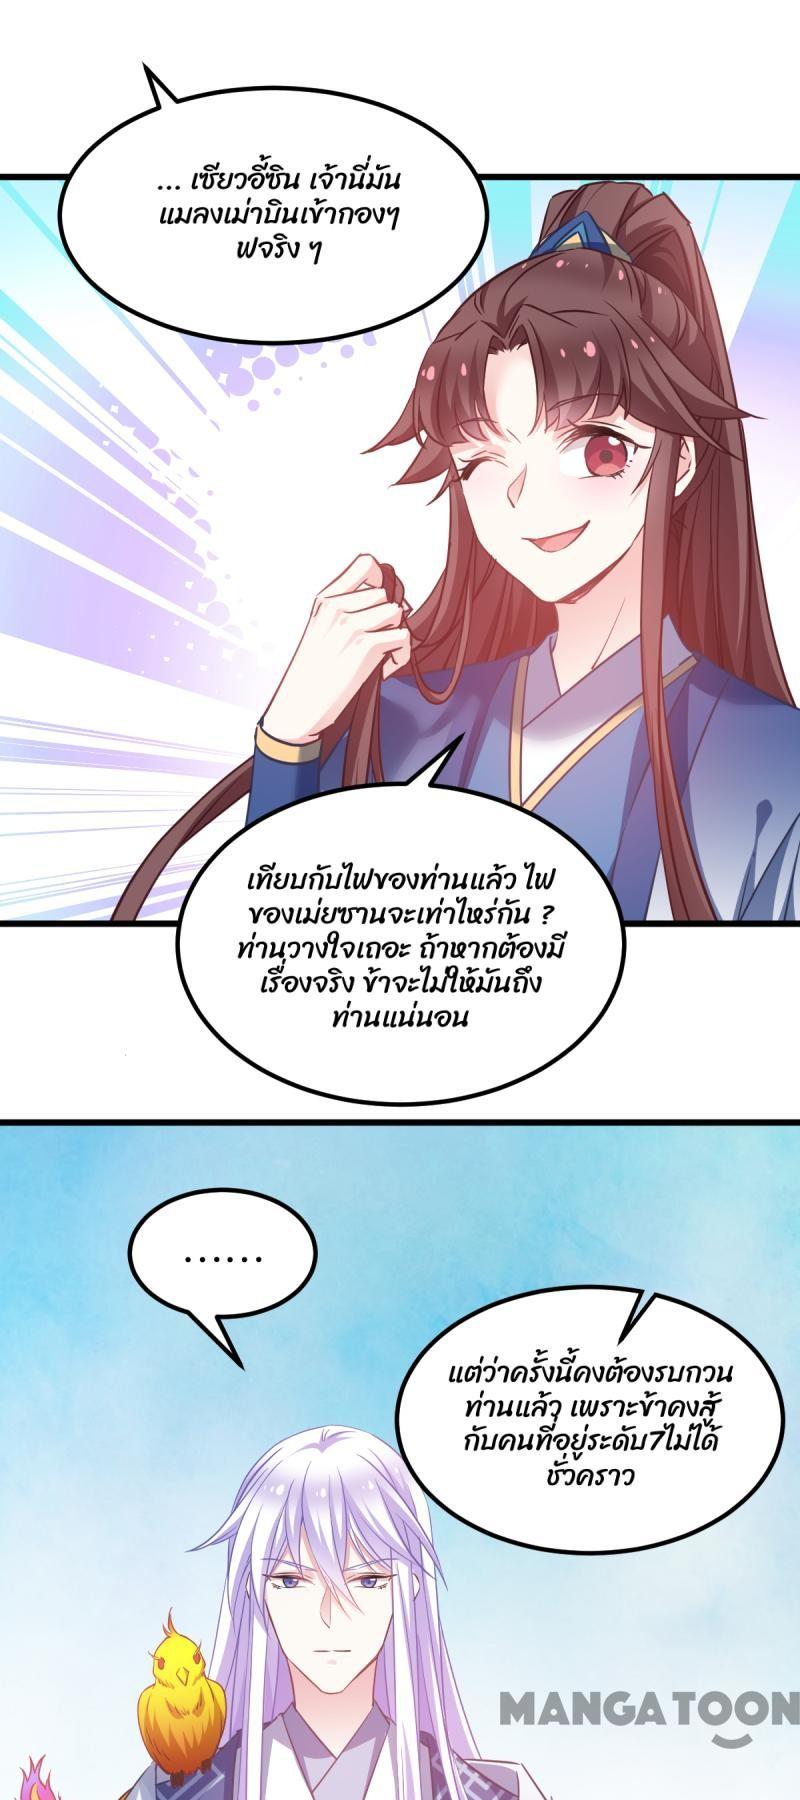 ... เซียวอี้ซิน เจ้านี่มัน
แมลงเม่าบินเข้ากองๆ
ฟจริง ๆ
เทียบกับไฟของท่านแล้ว ไฟ
ของเม่ยซานจะเท่าไหร่กัน ?
ท่านวางใจเถอะ ถ้าหากต้องมี
เรื่องจริง ข้าจะไม่ให้มันถึง
ท่านแน่นอน
......
แต่ว่าครั้งนี้คงต้องรบกวน
ท่านแล้ว เพราะข้าคงสู้
กับคนที่อยู่ระดับ7ไม่ได้
ชั่วคราว
MANGATOON